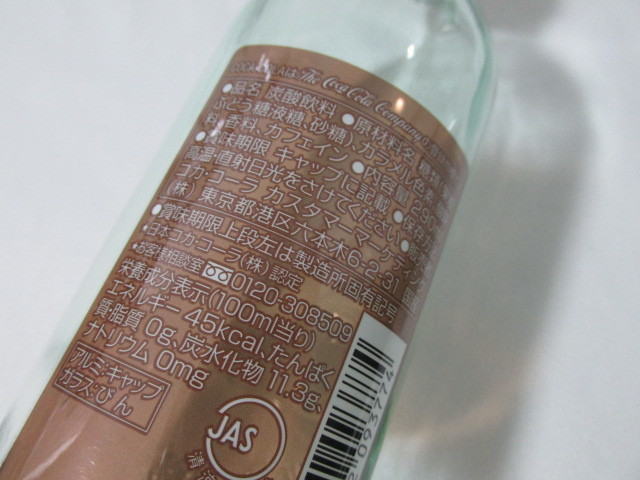 The Coca-Cola Company
●品名 炭酸飲料 ●原材料名
ぶどう糖液糖、砂糖)、カラメル色素
香料、カフェイン ●内容量
賞味期限 キャップに記載
高温・直射日光をさけてください
コカ・コーラ カスタマーマーケティング
(株) 東京都港区六本木6-2-31
●賞味期限上段左は製造所固有記号
•日本コカ・コーラ(株) 認定
•お客様相談室 0120-308509
栄養成分表示(100ml当り)
エネルギー 45kcal、たんぱく
質・脂質 0g、炭水化物 11.3g、
ナトリウム 0mg
アルミ・キャップ
ガラス・びん
JAS